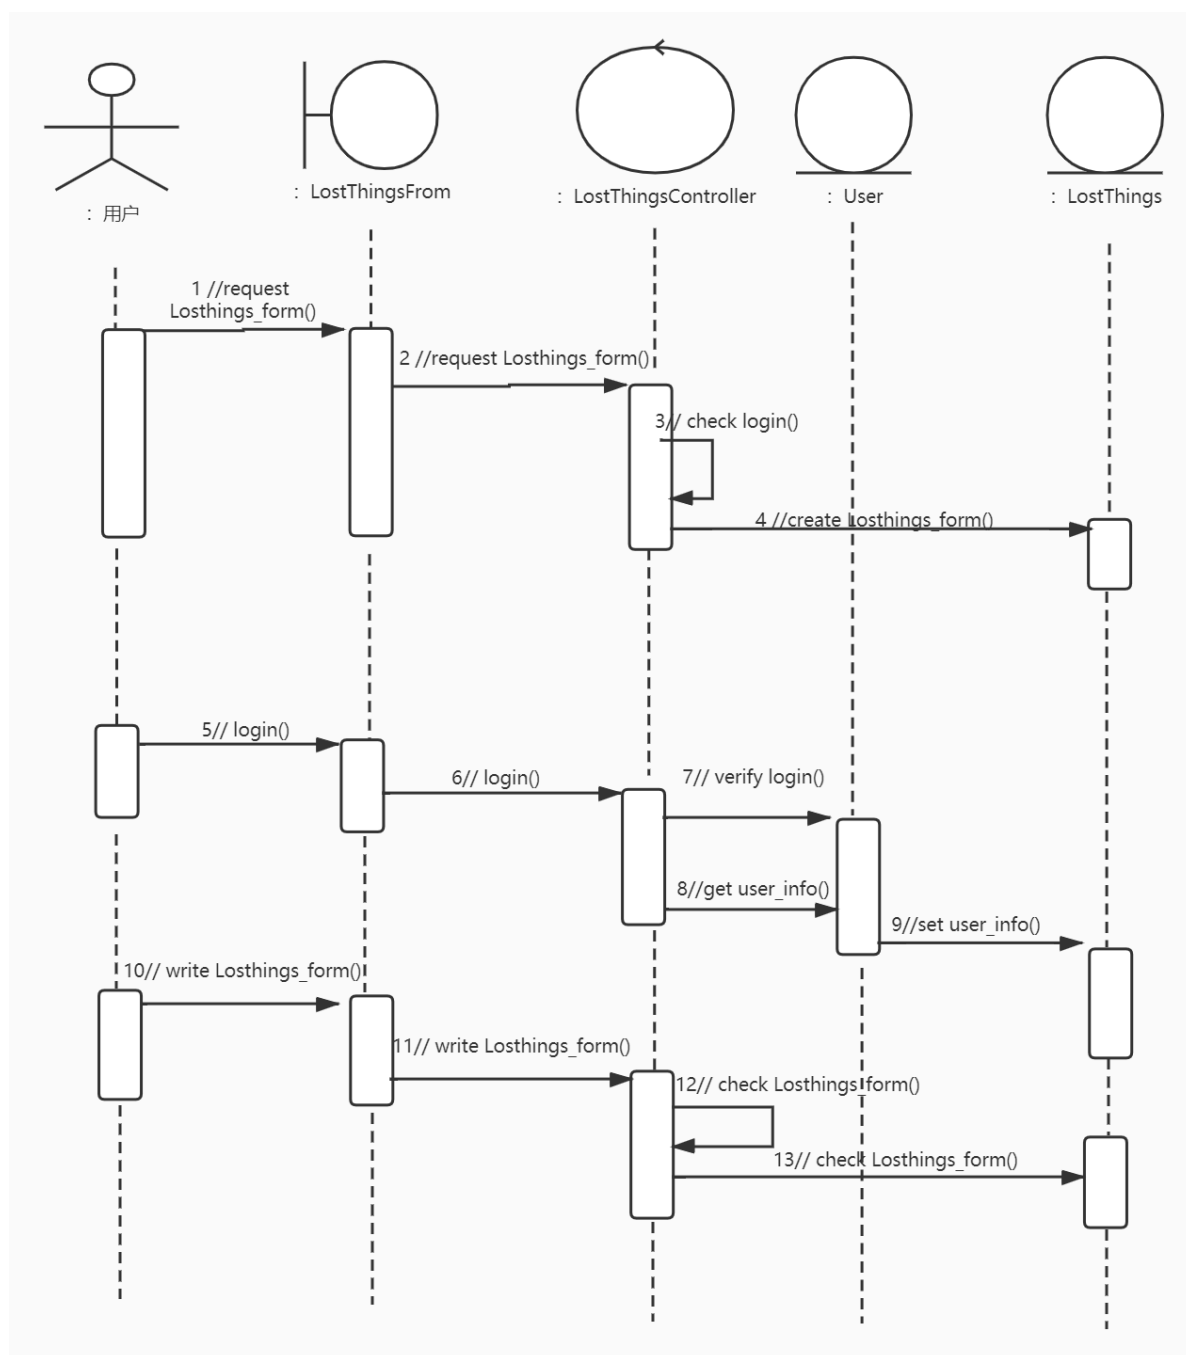 : 用户
: LostThingsFrom
: LostThingsController
: User
: LostThings
1 //request
Losthings_form()
2 //request Losthings_form()
3// check login()
4 //create Losthings_form()
5// login()
6// login()
7// verify login()
8//get user_info()
9//set user_info()
10// write Losthings_form()
11// write Losthings_form()
12// check Losthings_form()
13// check Losthings_form()